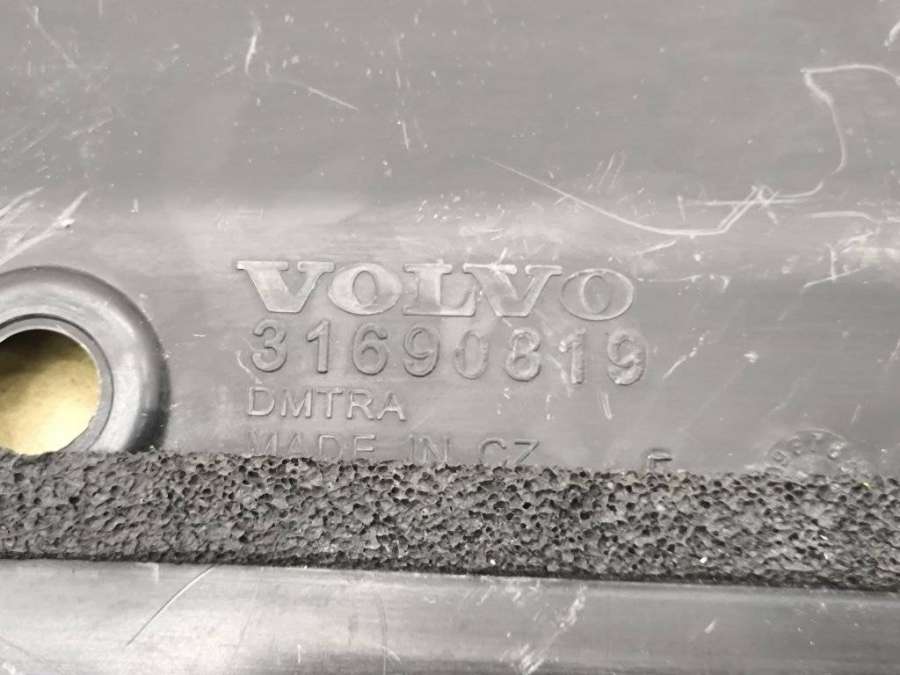 VOLVO
31690819
DMTRA
MADE IN CZ